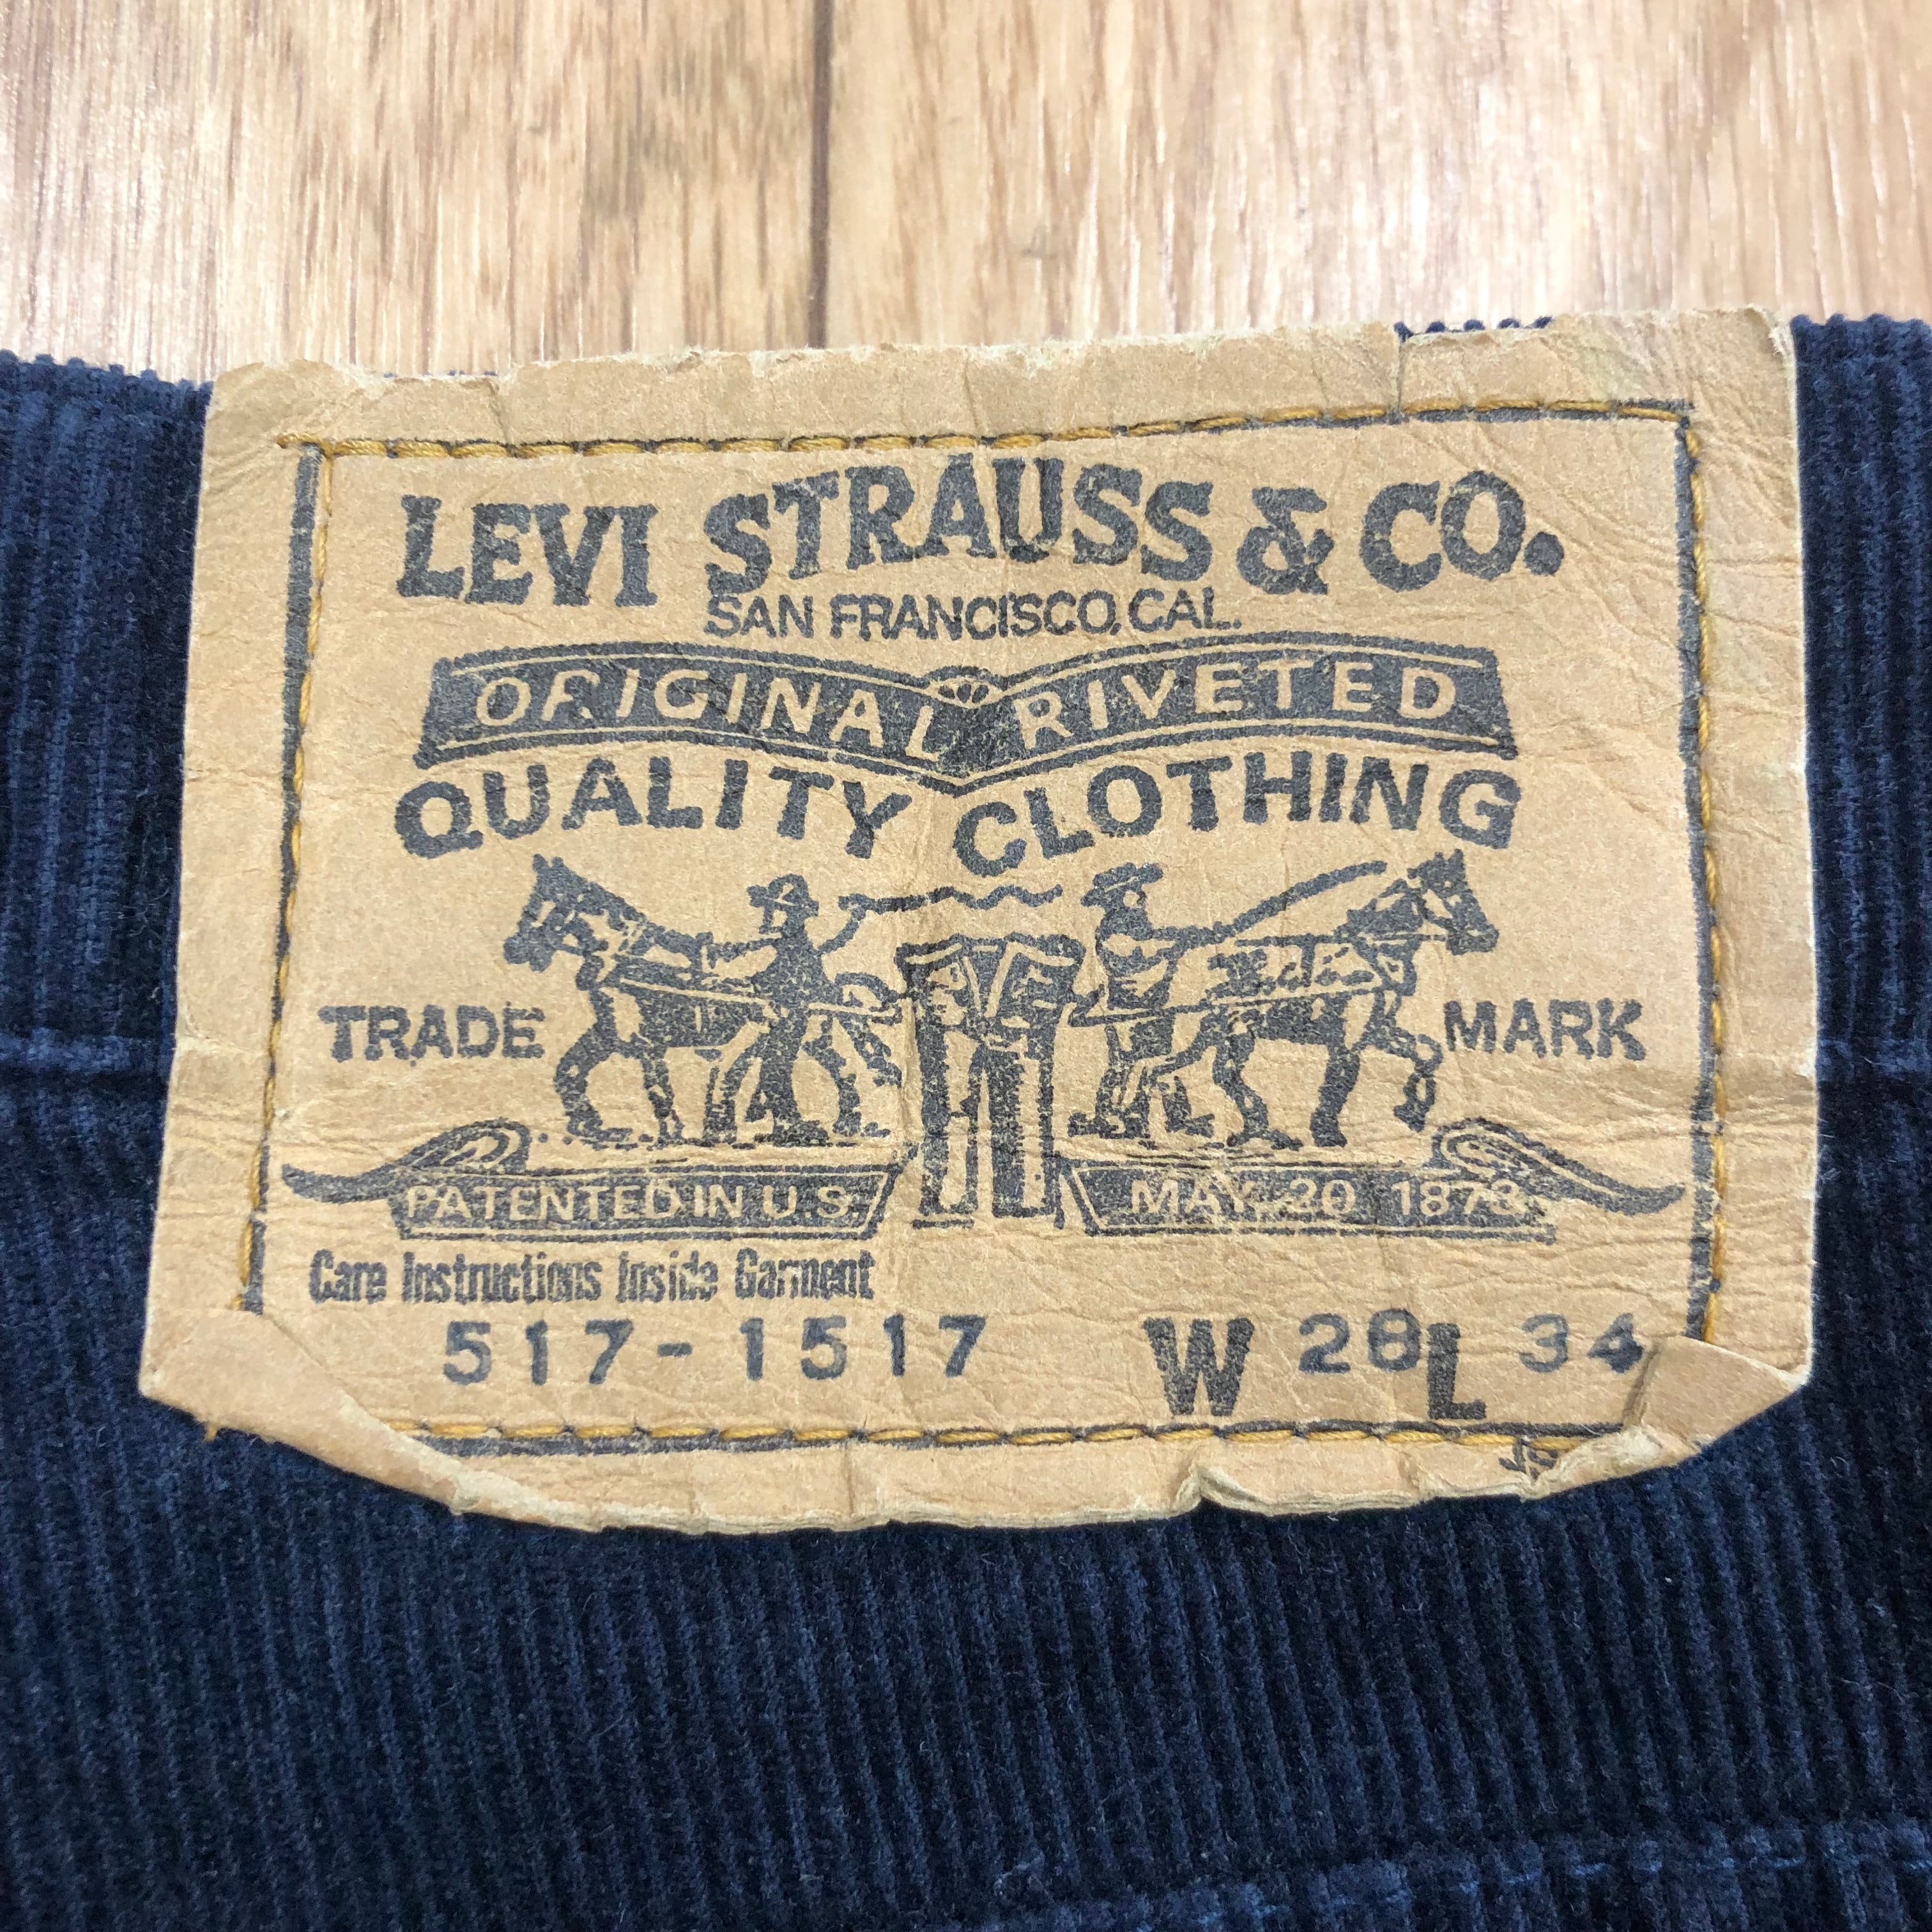 LEVI STRAUSS & CO.
SAN FRANCISCO, CAL.
ORIGINAL RIVETED
QUALITY CLOTHING
TRADE MARK
PATENTED IN U.S. MAY 20 1873
Care Instructions Inside Garment
517-1517 W 28 L 34